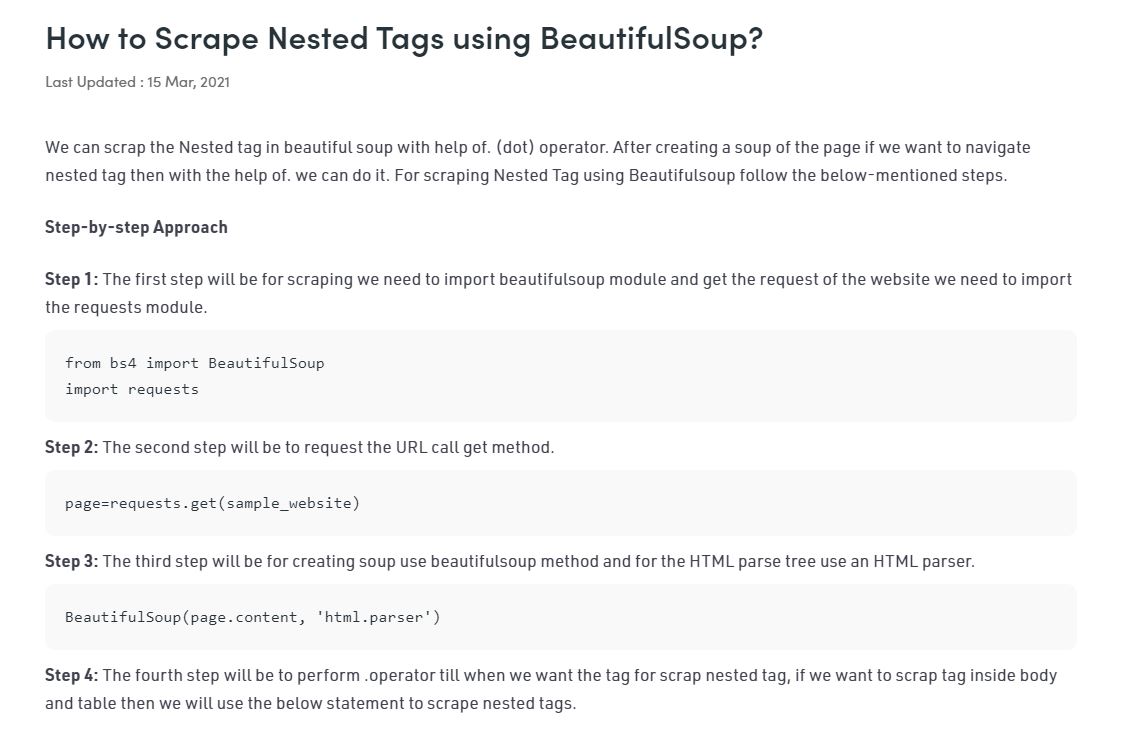 How to Scrape Nested Tags using BeautifulSoup?
Last Updated : 15 Mar, 2021
We can scrap the Nested tag in beautiful soup with help of. (dot) operator. After creating a soup of the page if we want to navigate
nested tag then with the help of. we can do it. For scraping Nested Tag using Beautifulsoup follow the below-mentioned steps.
Step-by-step Approach
Step 1: The first step will be for scraping we need to import beautifulsoup module and get the request of the website we need to import
the requests module.
from bs4 import BeautifulSoup
import requests
Step 2: The second step will be to request the URL call get method.
page=requests.get(sample_website)
Step 3: The third step will be for creating soup use beautifulsoup method and for the HTML parse tree use an HTML parser.
BeautifulSoup(page.content, 'html.parser')
Step 4: The fourth step will be to perform .operator till when we want the tag for scrap nested tag, if we want to scrap tag inside body
and table then we will use the below statement to scrape nested tags.